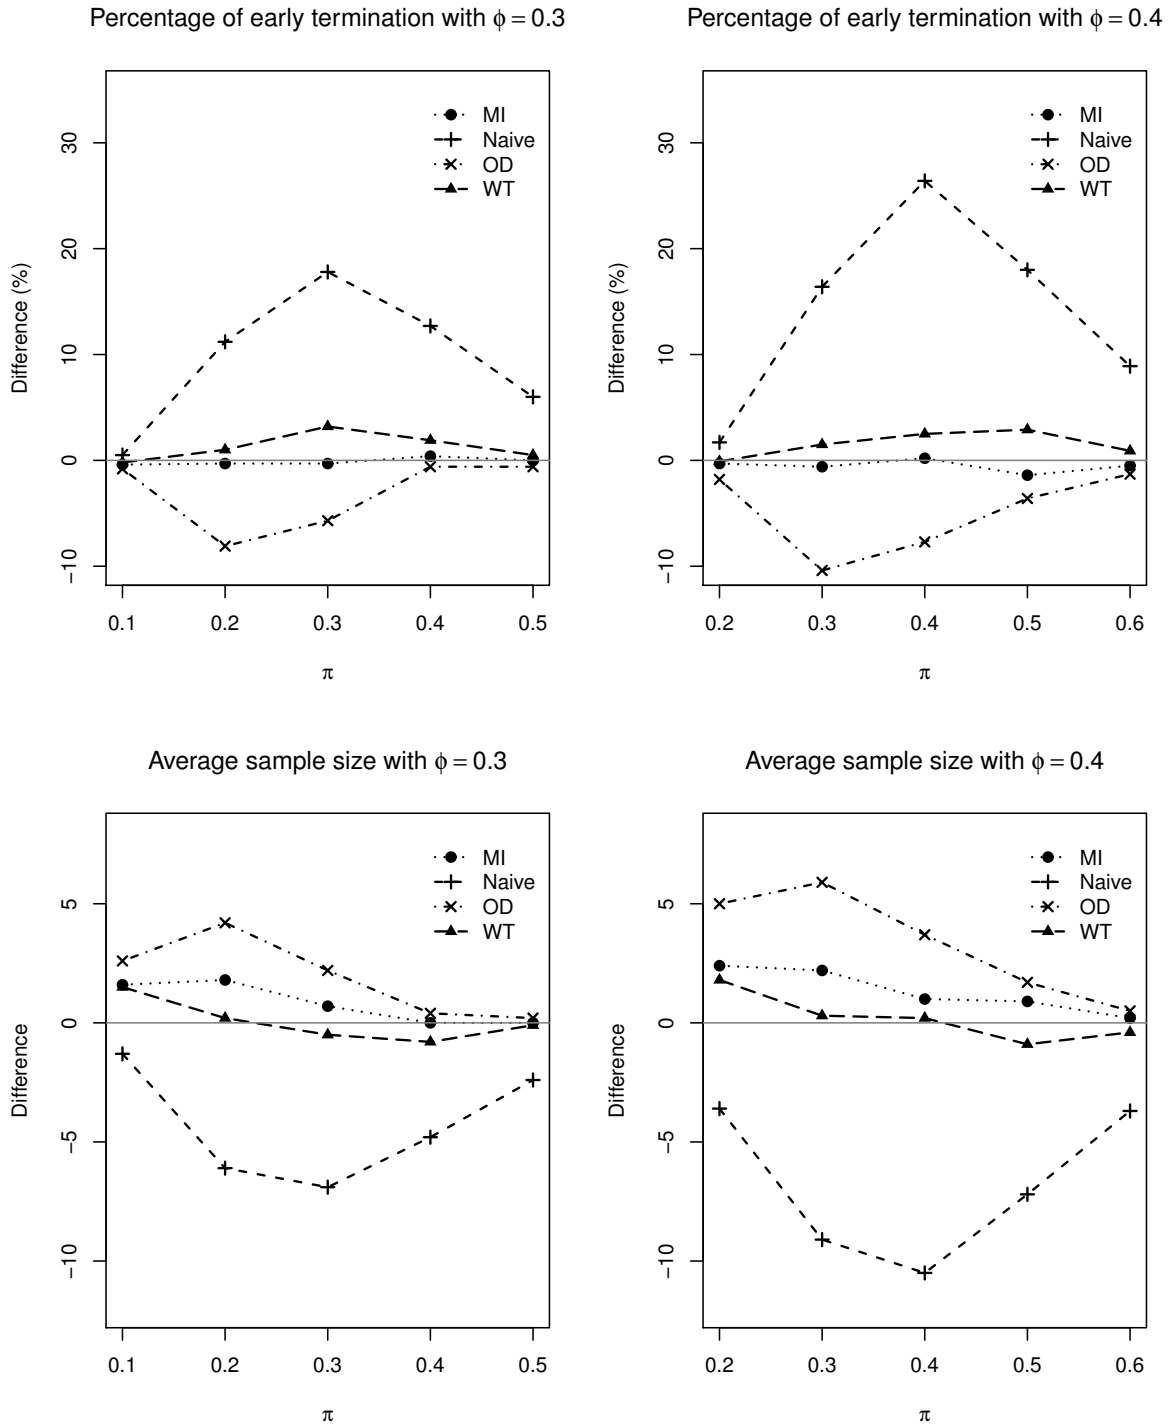 Percentage of early termination with ϕ = 0.3
Difference (%)
30
20
10
0
−10
MI
Naive
OD
WT
0.1 0.2 0.3 0.4 0.5
π
Percentage of early termination with ϕ = 0.4
Difference (%)
30
20
10
0
−10
MI
Naive
OD
WT
0.2 0.3 0.4 0.5 0.6
π
Average sample size with ϕ = 0.3
Difference
5
0
−5
−10
MI
Naive
OD
WT
0.1 0.2 0.3 0.4 0.5
π
Average sample size with ϕ = 0.4
Difference
5
0
−5
−10
MI
Naive
OD
WT
0.2 0.3 0.4 0.5 0.6
π